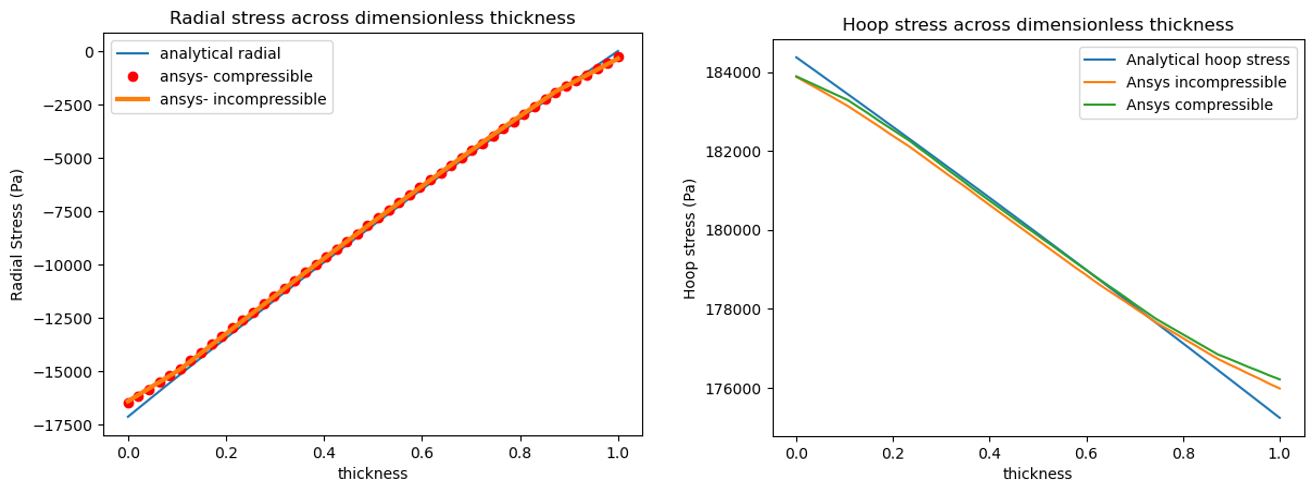 Radial stress across dimensionless thickness
analytical radial
ansys- compressible
ansys- incompressible
0
−2500
−5000
−7500
−10000
−12500
−15000
−17500
Radial Stress (Pa)
0.0 0.2 0.4 0.6 0.8 1.0
thickness
Hoop stress across dimensionless thickness
Analytical hoop stress
Ansys incompressible
Ansys compressible
184000
182000
180000
178000
176000
Hoop stress (Pa)
0.0 0.2 0.4 0.6 0.8 1.0
thickness